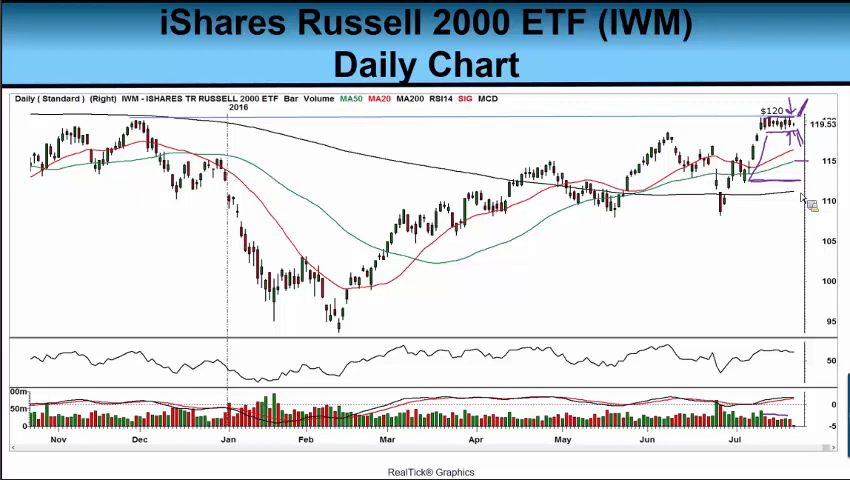 iShares Russell 2000 ETF (IWM)
Daily Chart
Daily ( Standard ) (Right) IWM - ISHARES TR RUSSELL 2000 ETF Bar Volume MA50 MA20 MA200 RSI14 SIG MCD
2016
$120
119.53
115
110
105
100
95
50
00m
50m
0
0
-5
Nov Dec Jan Feb Mar Apr May Jun Jul
RealTick® Graphics